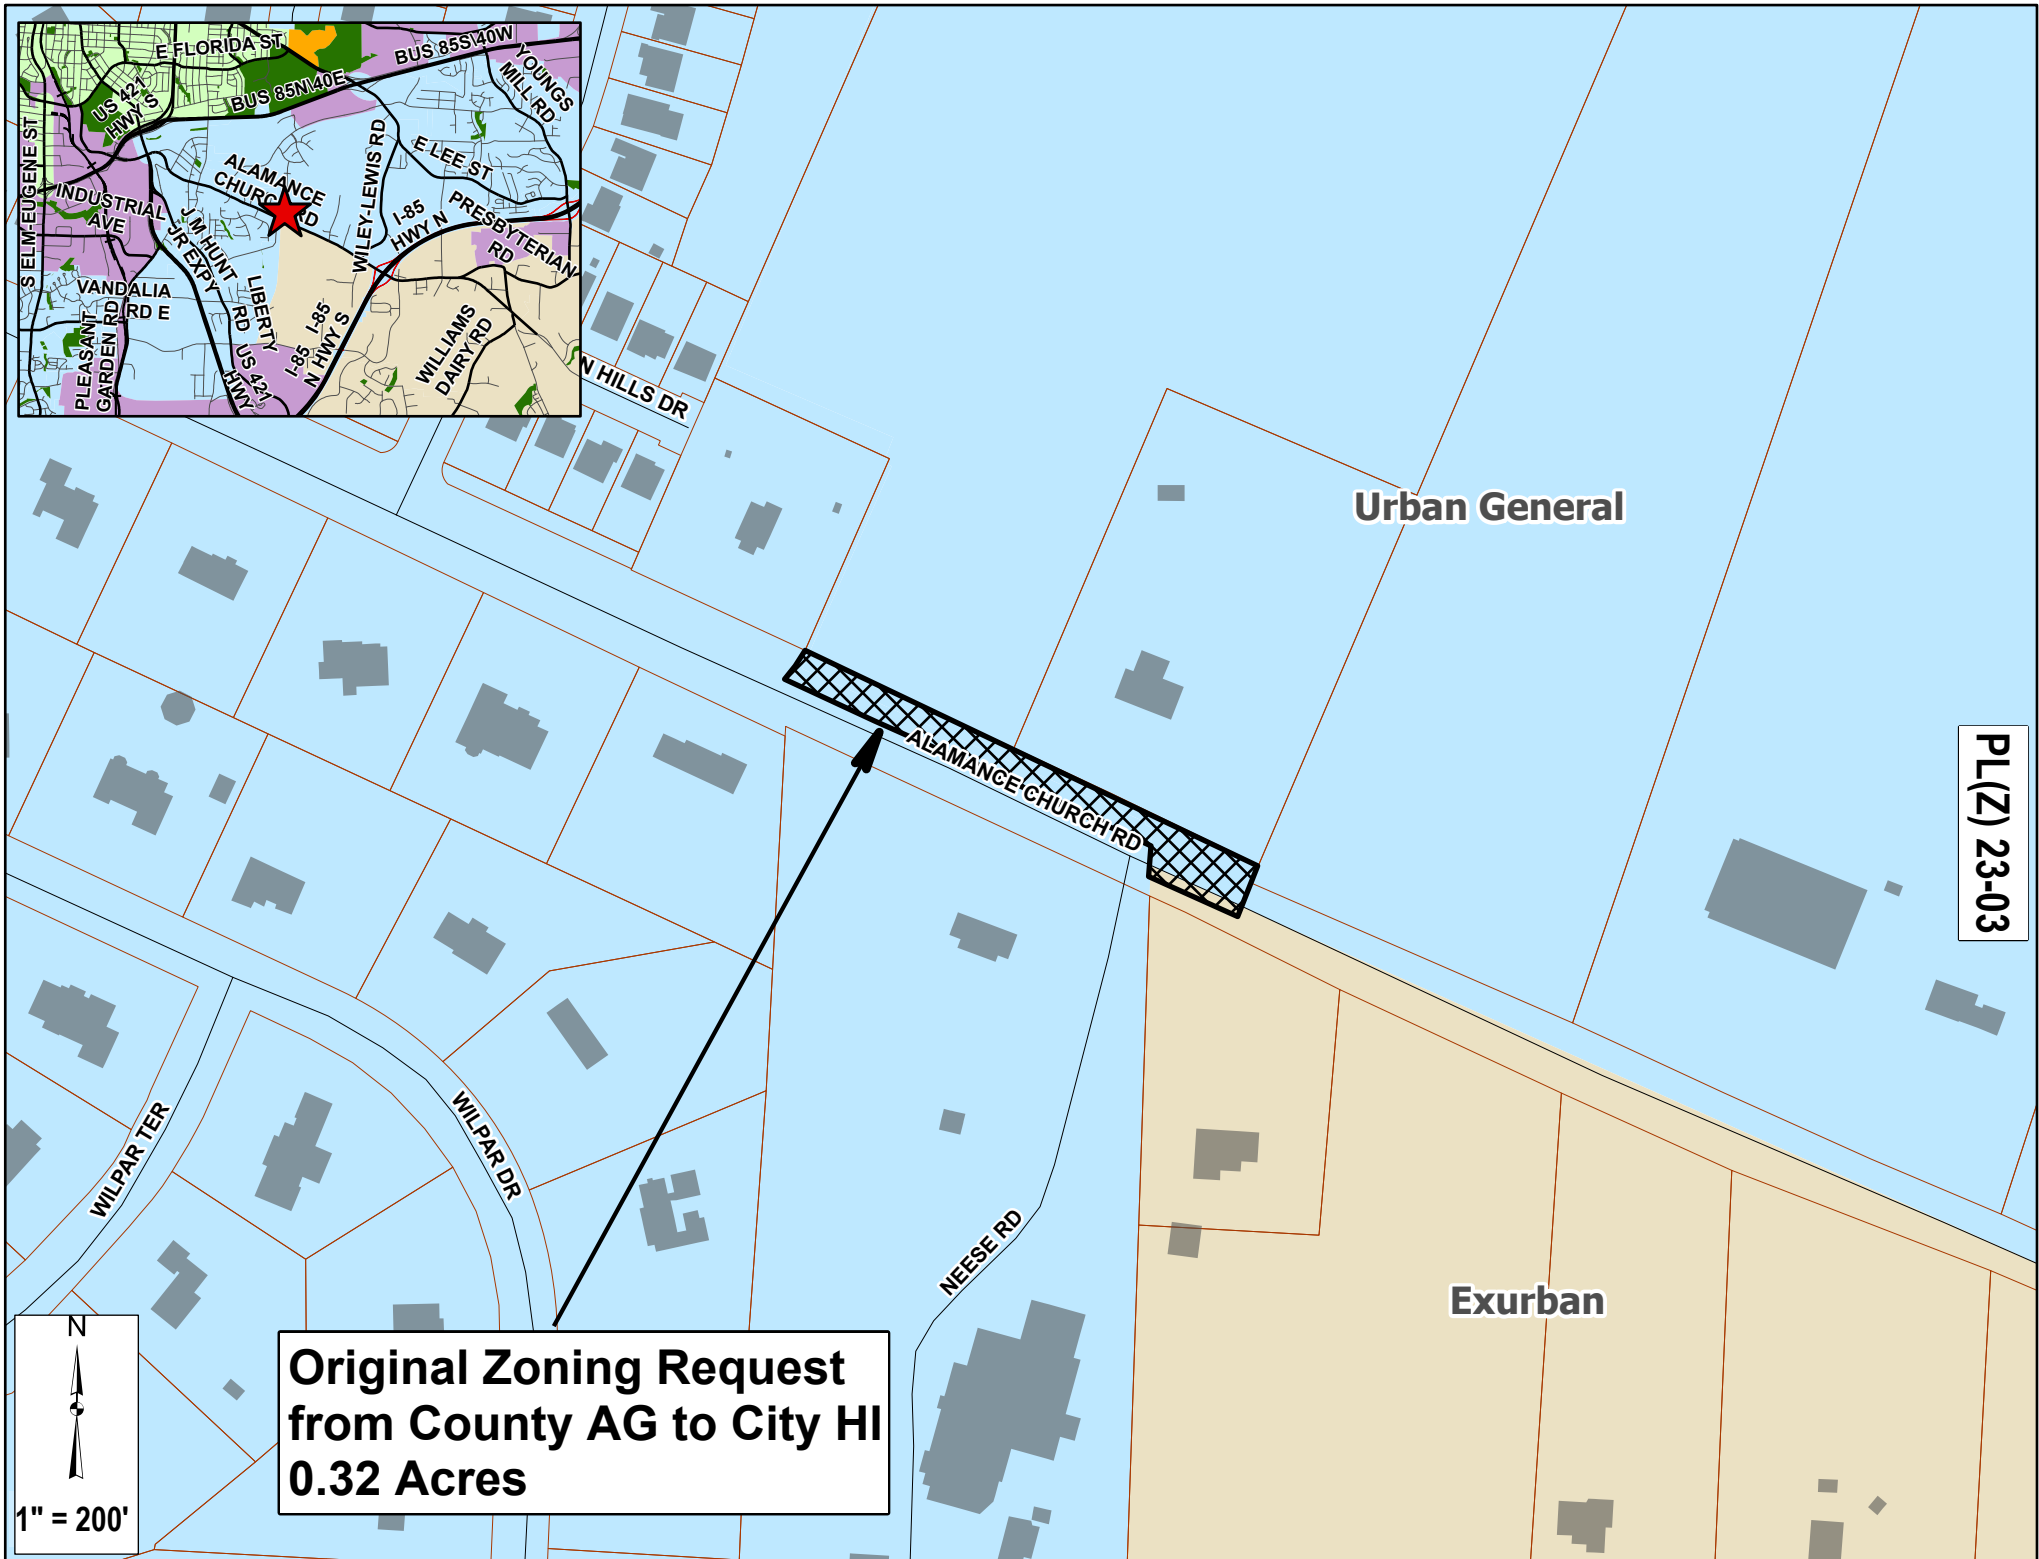 E FLORIDA ST
BUS 85S\40W
YOUNGS
MILL RD
US 421
HWY S
BUS 85N\40E
S ELM-EUGENE ST
ALAMANCE
CHURCH RD
WILEY-LEWIS RD
E LEE ST
INDUSTRIAL
AVE
J M HUNT
JR EXPY
I-85
HWY N
PRESBYTERIAN
RD
VANDALIA
RD E
LIBERTY
RD
PLEASANT
GARDEN RD
US 421
HWY
I-85
N
I-85
HWY S
WILLIAMS
DAIRY RD
N HILLS DR
Urban General
ALAMANCE CHURCH RD
PL(Z) 23-03
WILPAR TER
WILPAR DR
NEESE RD
Exurban
N
1" = 200'
Original Zoning Request
from County AG to City HI
0.32 Acres